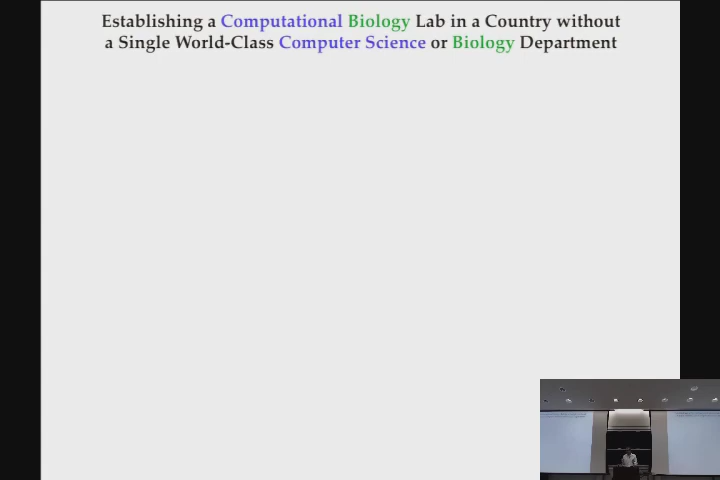 Establishing a Computational Biology Lab in a Country without
a Single World-Class Computer Science or Biology Department